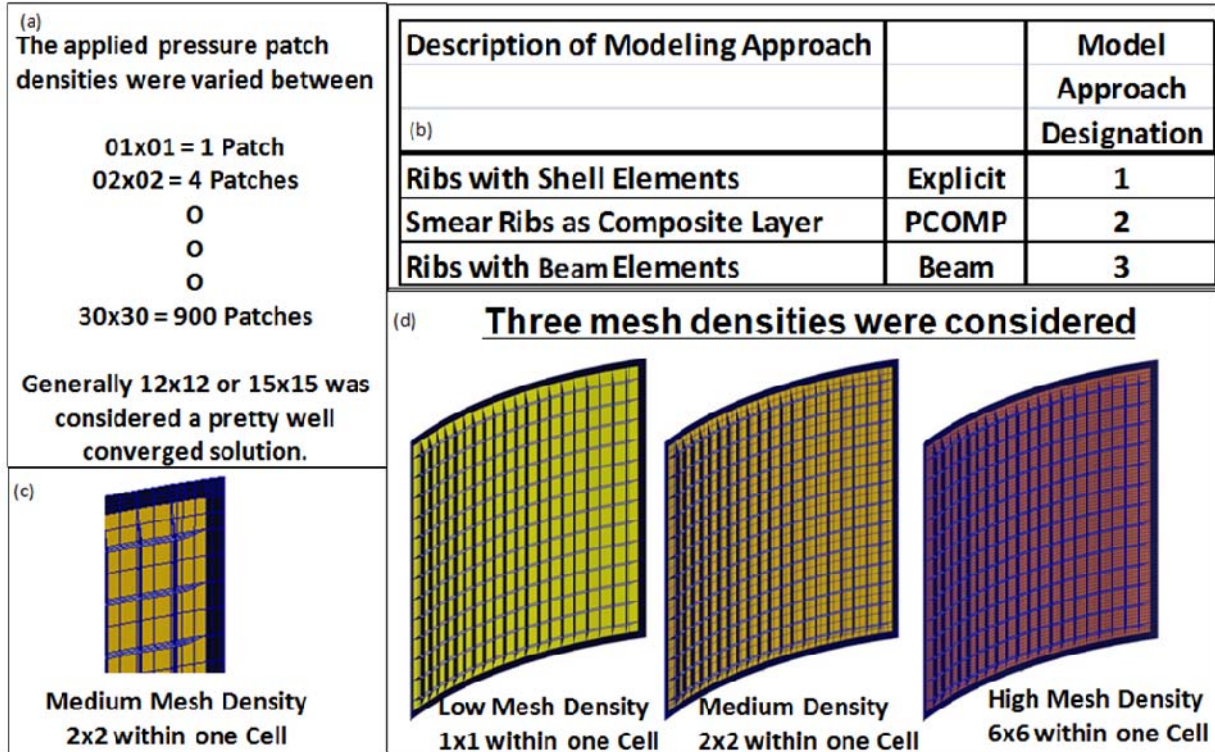 (a)
The applied pressure patch
densities were varied between
01x01 = 1 Patch
02x02 = 4 Patches
O
O
O
30x30 = 900 Patches
Generally 12x12 or 15x15 was
considered a pretty well
converged solution.
Description of Modeling Approach Model
Approach
(b) Designation
Ribs with Shell Elements Explicit 1
Smear Ribs as Composite Layer PCOMP 2
Ribs with Beam Elements Beam 3
(c)
Medium Mesh Density
2x2 within one Cell
(d) Three mesh densities were considered
Low Mesh Density
1x1 within one Cell
Medium Density
2x2 within one Cell
High Mesh Density
6x6 within one Cell